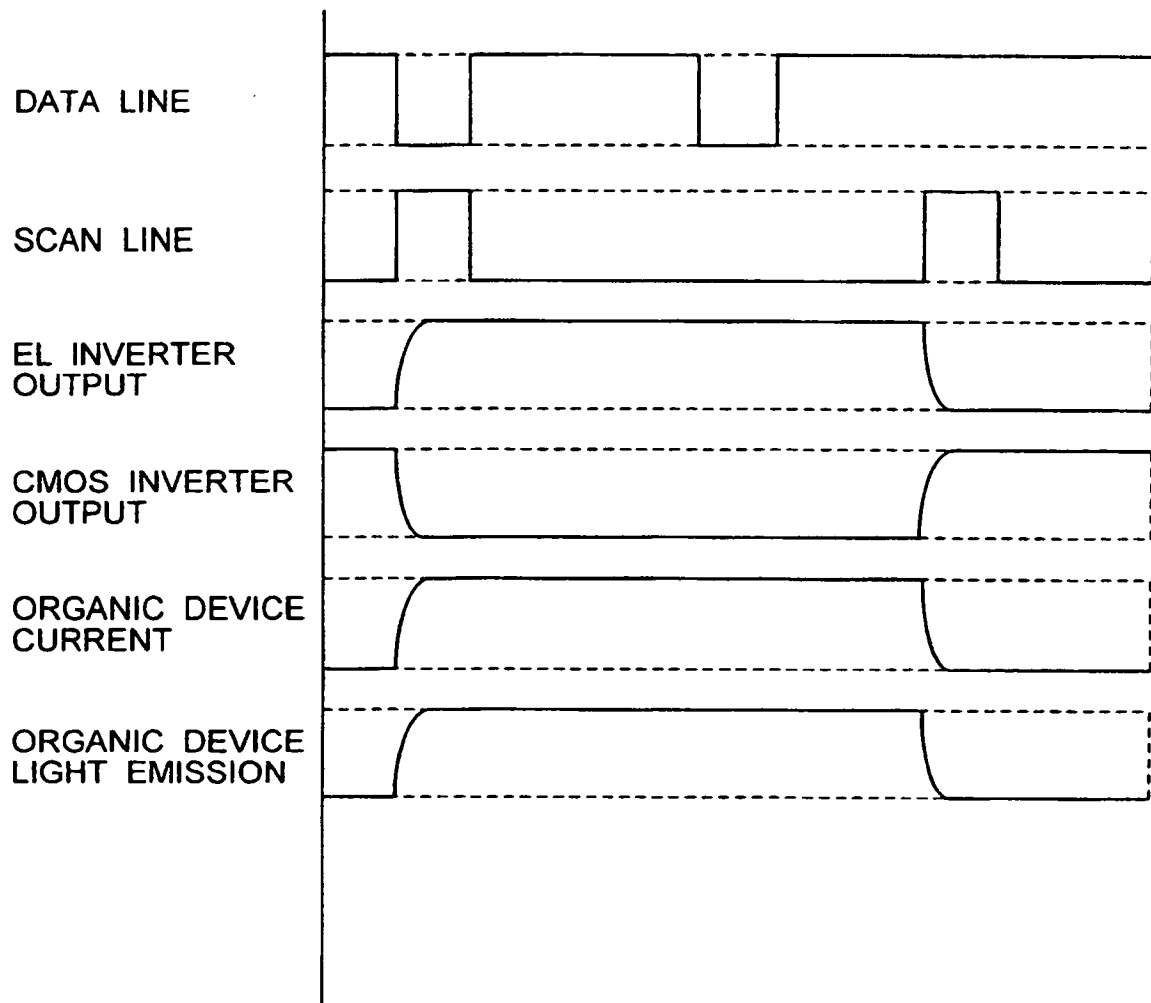 DATA LINE
SCAN LINE
EL INVERTER
OUTPUT
CMOS INVERTER
OUTPUT
ORGANIC DEVICE
CURRENT
ORGANIC DEVICE
LIGHT EMISSION